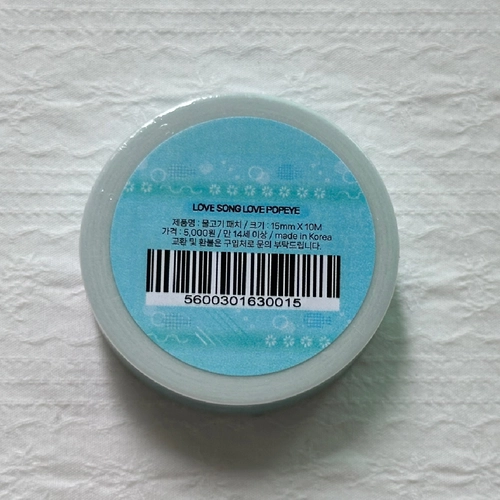 LOVE SONG LOVE POPEYE
제품명 : 물고기 패치 / 크기 : 15mm X 10M
가격 : 5,000원 / 만 14세 이상 / made in Korea
교환 및 환불은 구입처로 문의 부탁드립니다.
5600301630015